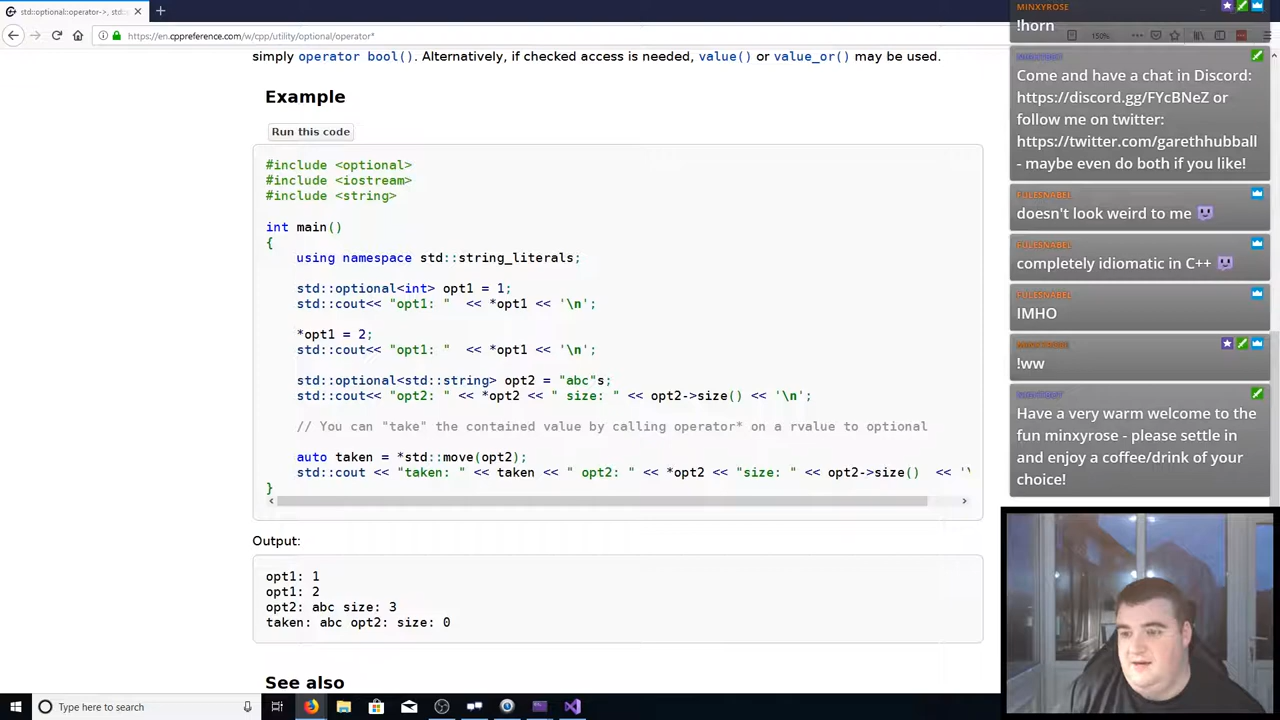 std::optional<T>::operator->, std::
https://en.cppreference.com/w/cpp/utility/optional/operator*
150%
simply operator bool(). Alternatively, if checked access is needed, value() or value_or() may be used.
Example
Run this code
#include <optional>
#include <iostream>
#include <string>
int main()
{
using namespace std::string_literals;
std::optional<int> opt1 = 1;
std::cout<< "opt1: "  << *opt1 << '\n';
*opt1 = 2;
std::cout<< "opt1: "  << *opt1 << '\n';
std::optional<std::string> opt2 = "abc"s;
std::cout<< "opt2: " << *opt2 << " size: " << opt2->size() << '\n';
// You can "take" the contained value by calling operator* on a rvalue to optional
auto taken = *std::move(opt2);
std::cout << "taken: " << taken << " opt2: " << *opt2 << "size: " << opt2->size()  << '\
}
Output:
opt1: 1
opt1: 2
opt2: abc size: 3
taken: abc opt2: size: 0
See also
MINXYROSE
!horn
Come and have a chat in Discord:
https://discord.gg/FYcBNeZ or
follow me on twitter:
https://twitter.com/garethhubball
- maybe even do both if you like!
FULESNABEL
doesn't look weird to me
FULESNABEL
completely idiomatic in C++
FULESNABEL
IMHO
MINXYROSE
!ww
Have a very warm welcome to the
fun minxyrose - please settle in
and enjoy a coffee/drink of your
choice!
Type here to search